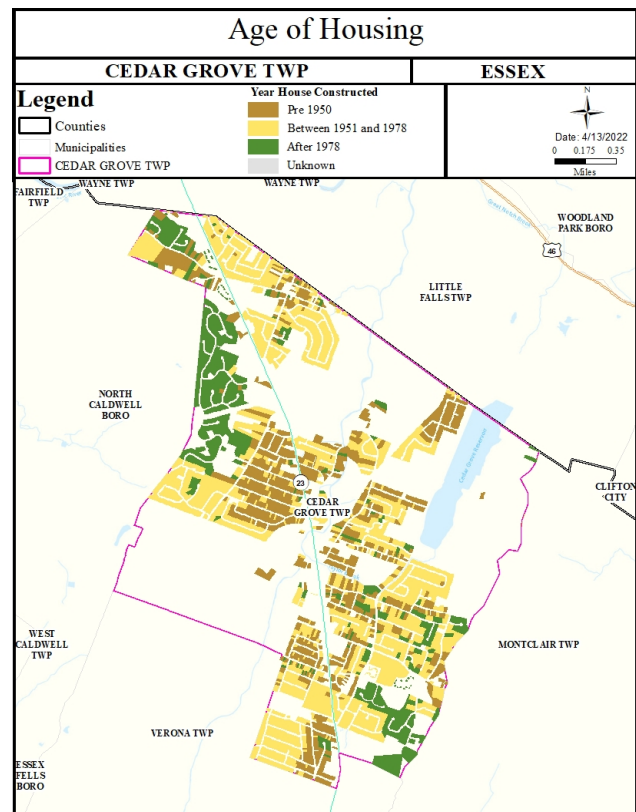 Age of Housing
CEDAR GROVE TWP
ESSEX
Legend
Counties
Municipalities
CEDAR GROVE TWP
Year House Constructed
Pre 1950
Between 1951 and 1978
After 1978
Unknown
N
Date: 4/13/2022
0 0.175 0.35
Miles
FAIRFIELD
TWP
WAYNE TWP
WAYNE TWP
WOODLAND
PARK BORO
46
LITTLE
FALLS TWP
NORTH
CALDWELL
BORO
Cedar Grove Reservoir
23
CEDAR
GROVE TWP
CLIFTON
CITY
WEST
CALDWELL
TWP
MONTCLAIR TWP
VERONA TWP
ESSEX
FELLS
BORO